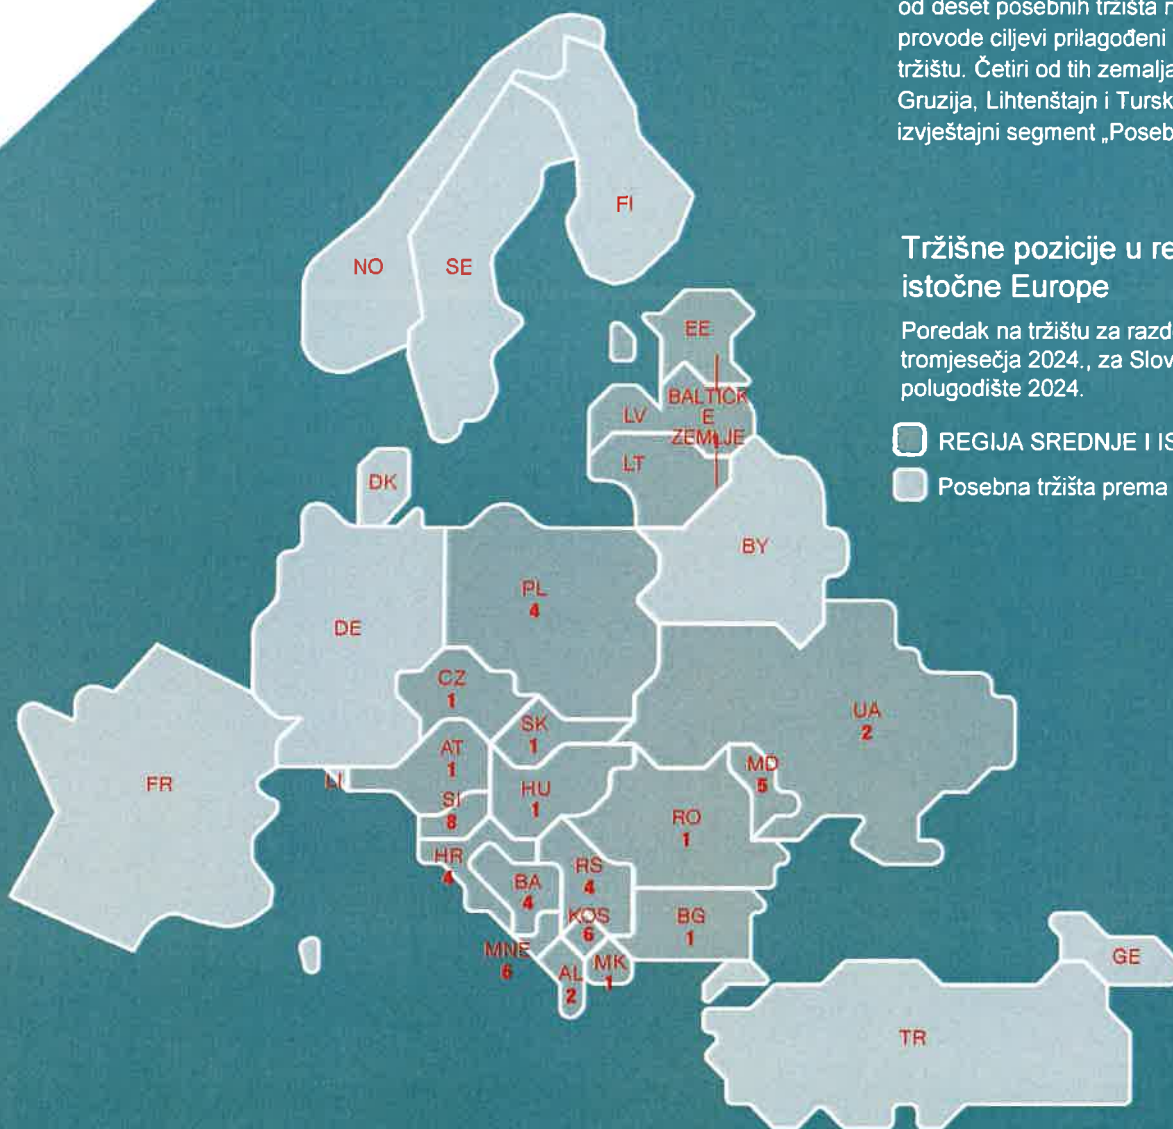 od deset posebnih tržišta
provode ciljevi prilagođeni
tržištu. Četiri od tih zemalja
Gruzija, Lihtenštajn i Tursk
izvještajni segment „Poseb
Tržišne pozicije u re
istočne Europe
Poredak na tržištu za razd
tromjesečja 2024., za Slov
polugodište 2024.
REGIJA SREDNJE I IS
Posebna tržišta prema
FI
NO
SE
EE
BALTIČK
E
ZEMLJE
1
LV
LT
DK
BY
PL
4
DE
CZ
1
SK
1
UA
2
AT
1
MD
5
LI
FR
HU
1
SI
8
RO
1
HR
4
RS
4
BA
4
KOS
6
BG
1
MNE
6
MK
1
AL
2
GE
TR